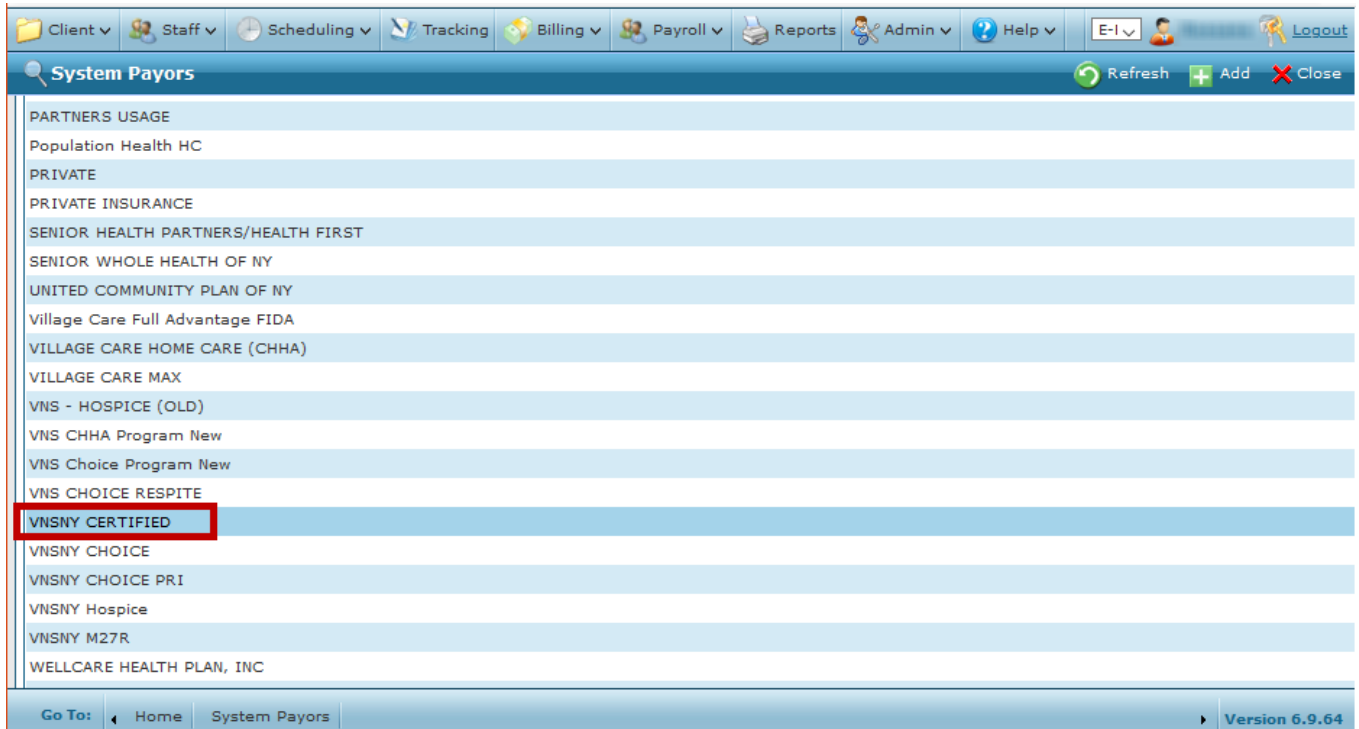 Client Staff Scheduling Tracking Billing Payroll Reports Admin Help E-I Logout
System Payors Refresh Add Close
PARTNERS USAGE
Population Health HC
PRIVATE
PRIVATE INSURANCE
SENIOR HEALTH PARTNERS/HEALTH FIRST
SENIOR WHOLE HEALTH OF NY
UNITED COMMUNITY PLAN OF NY
Village Care Full Advantage FIDA
VILLAGE CARE HOME CARE (CHHA)
VILLAGE CARE MAX
VNS - HOSPICE (OLD)
VNS CHHA Program New
VNS Choice Program New
VNS CHOICE RESPITE
VNSNY CERTIFIED
VNSNY CHOICE
VNSNY CHOICE PRI
VNSNY Hospice
VNSNY M27R
WELLCARE HEALTH PLAN, INC
Go To: Home System Payors Version 6.9.64